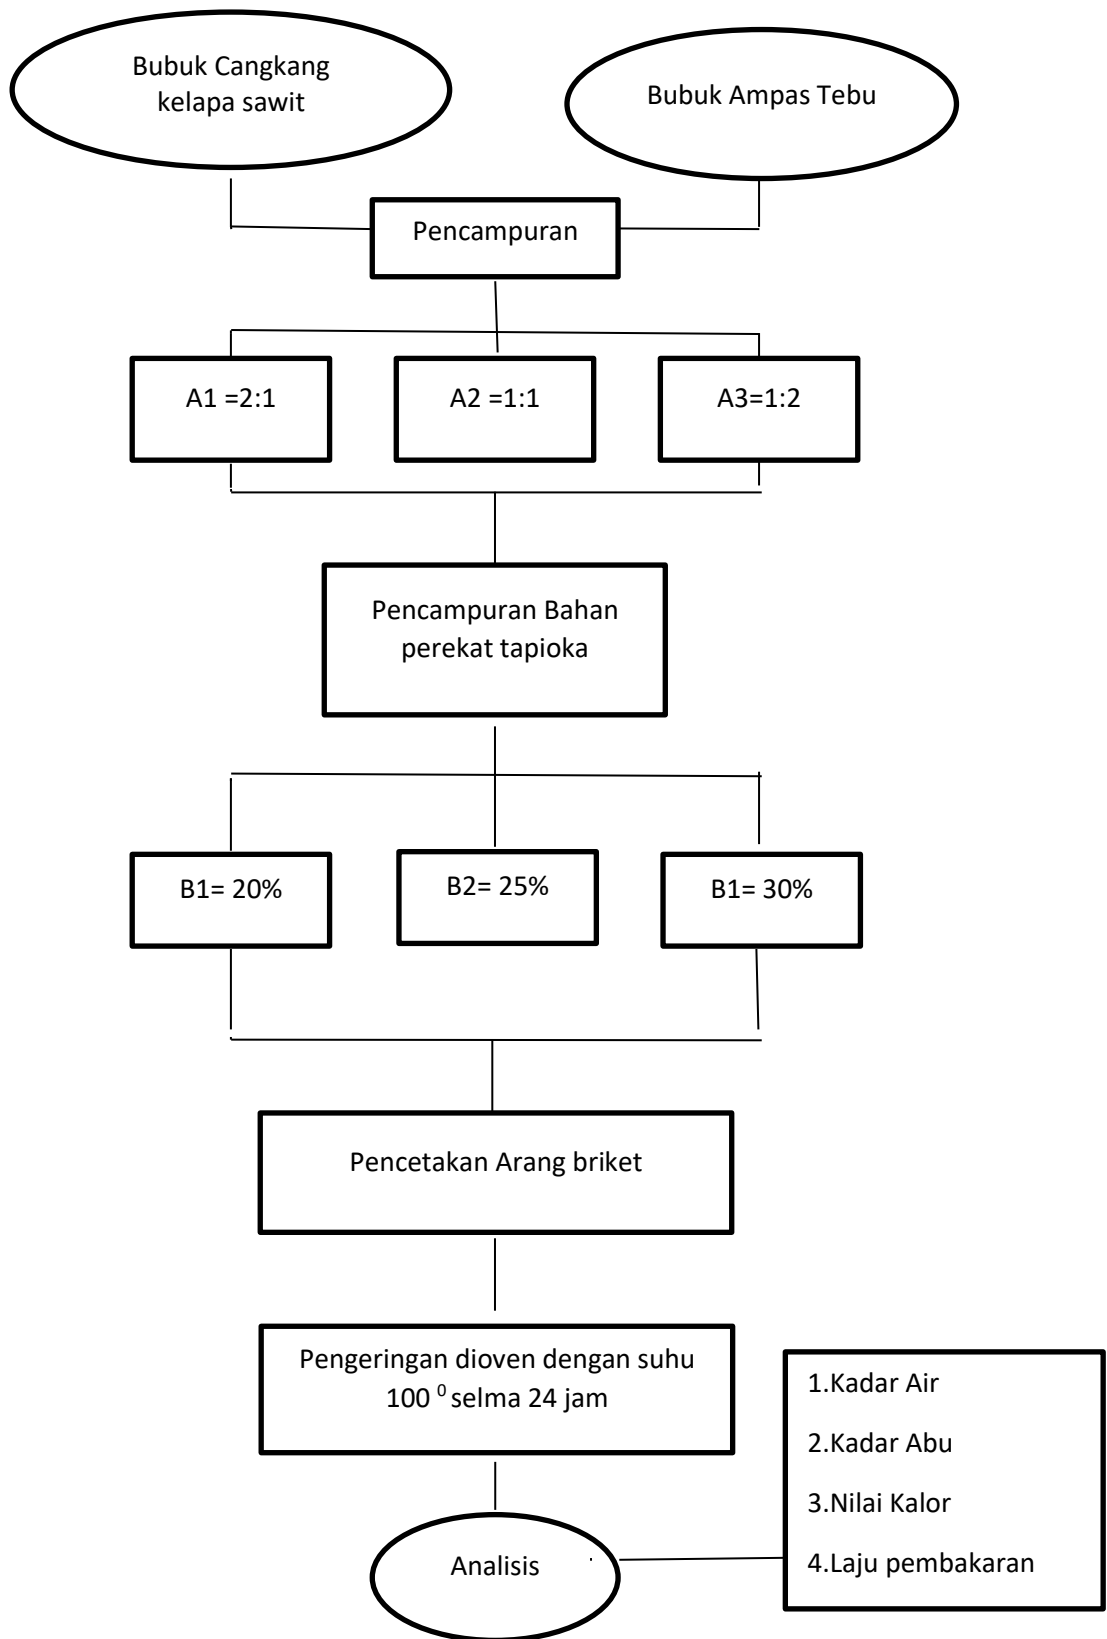 Bubuk Cangkang
kelapa sawit
Bubuk Ampas Tebu
Pencampuran
A1 =2:1
A2 =1:1
A3=1:2
Pencampuran Bahan
perekat tapioka
B1= 20%
B2= 25%
B1= 30%
Pencetakan Arang briket
Pengeringan dioven dengan suhu
100 ⁰ selma 24 jam
1.Kadar Air
2.Kadar Abu
3.Nilai Kalor
4.Laju pembakaran
Analisis